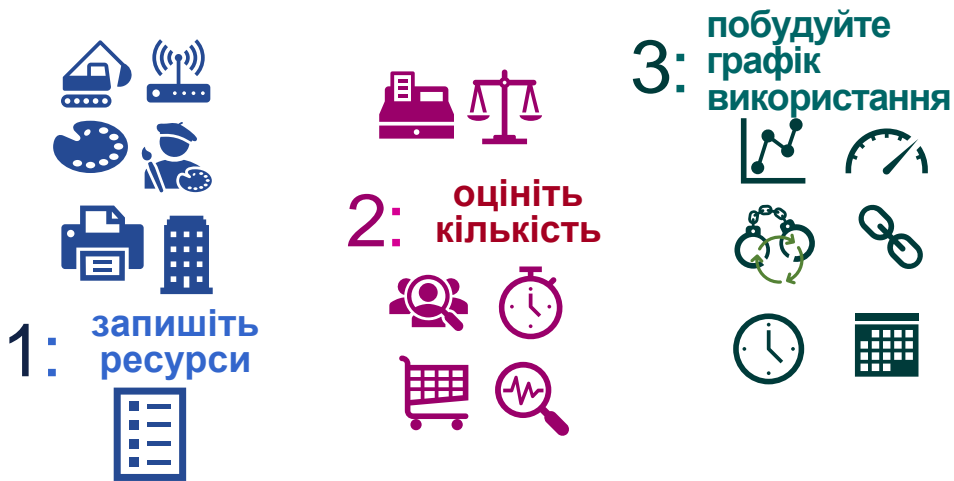 1: запишіть
ресурси
2: оцініть
кількість
3: побудуйте
графік
використання